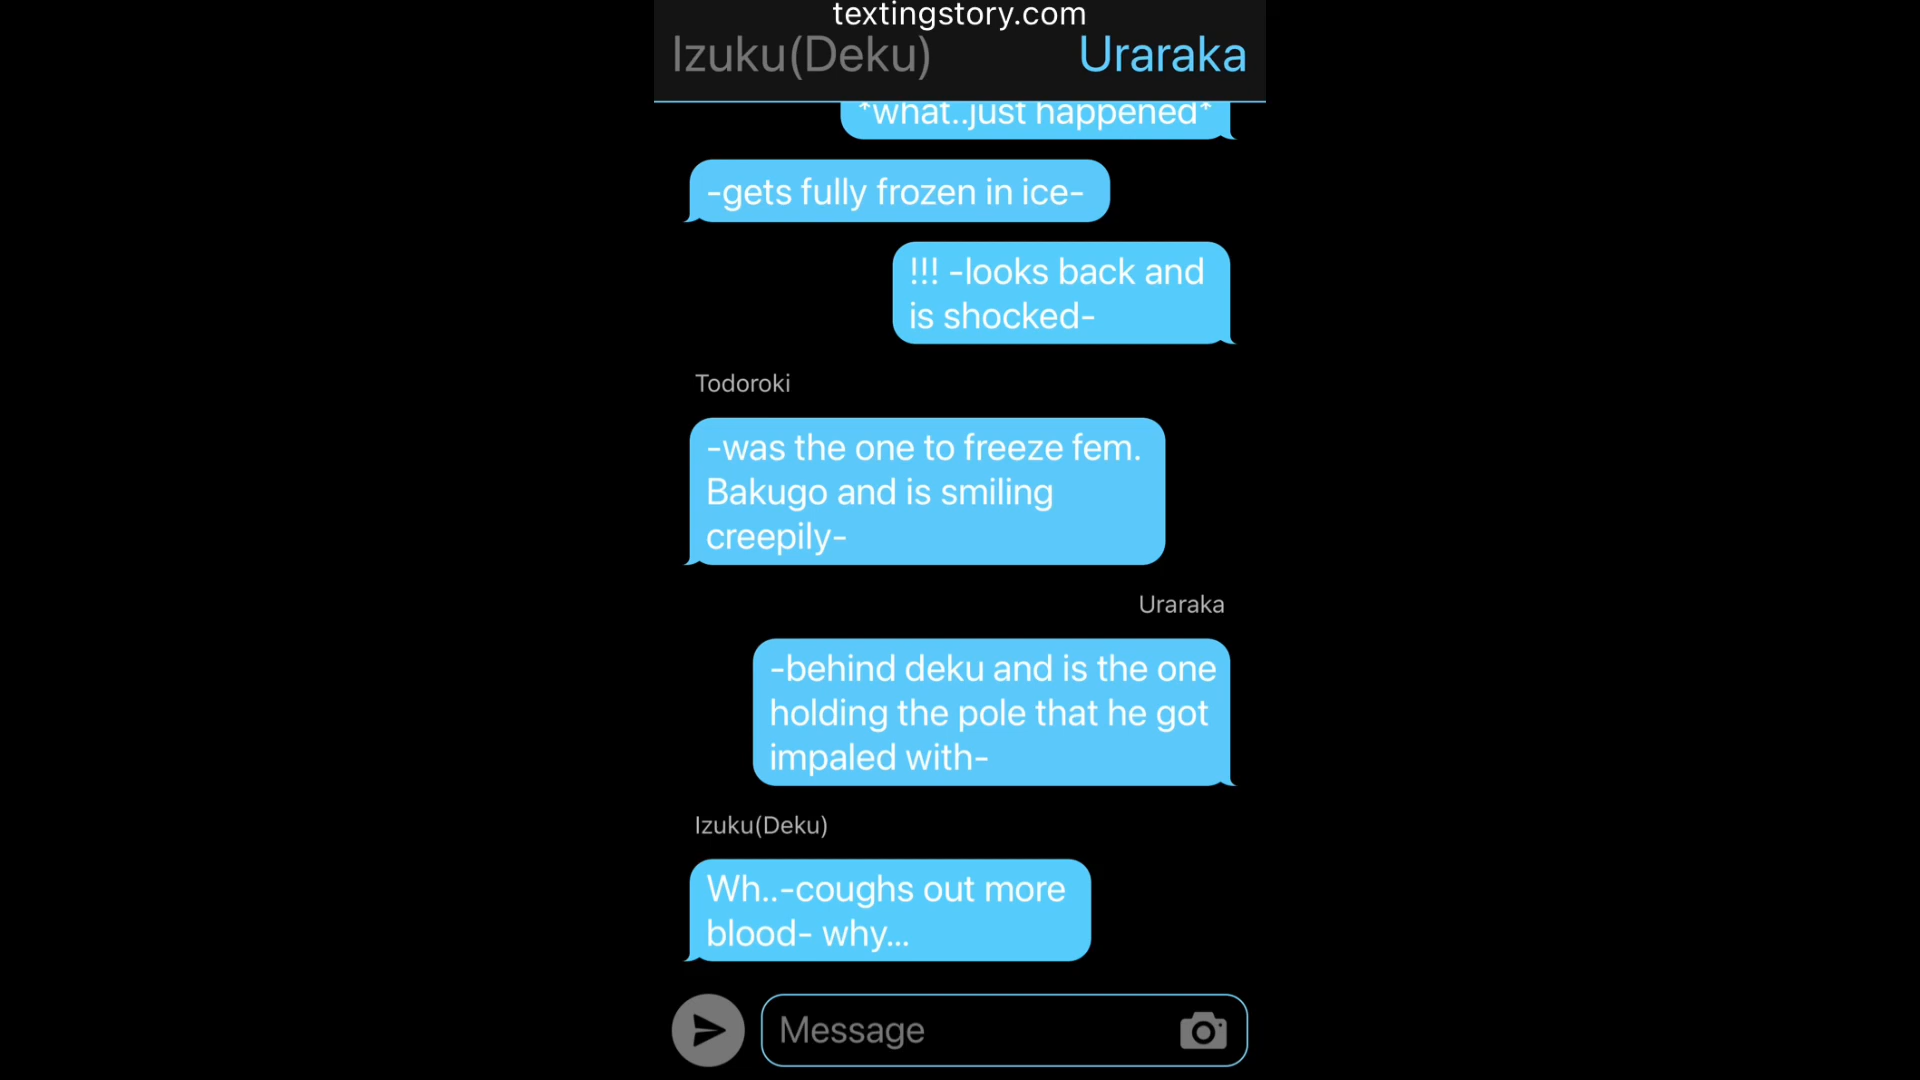 textingstory.com
Izuku(Deku) Uraraka
*what..just happened*
-gets fully frozen in ice-
!!! -looks back and
is shocked-
Todoroki
-was the one to freeze fem.
Bakugo and is smiling
creepily-
Uraraka
-behind deku and is the one
holding the pole that he got
impaled with-
Izuku(Deku)
Wh..-coughs out more
blood- why...
Message